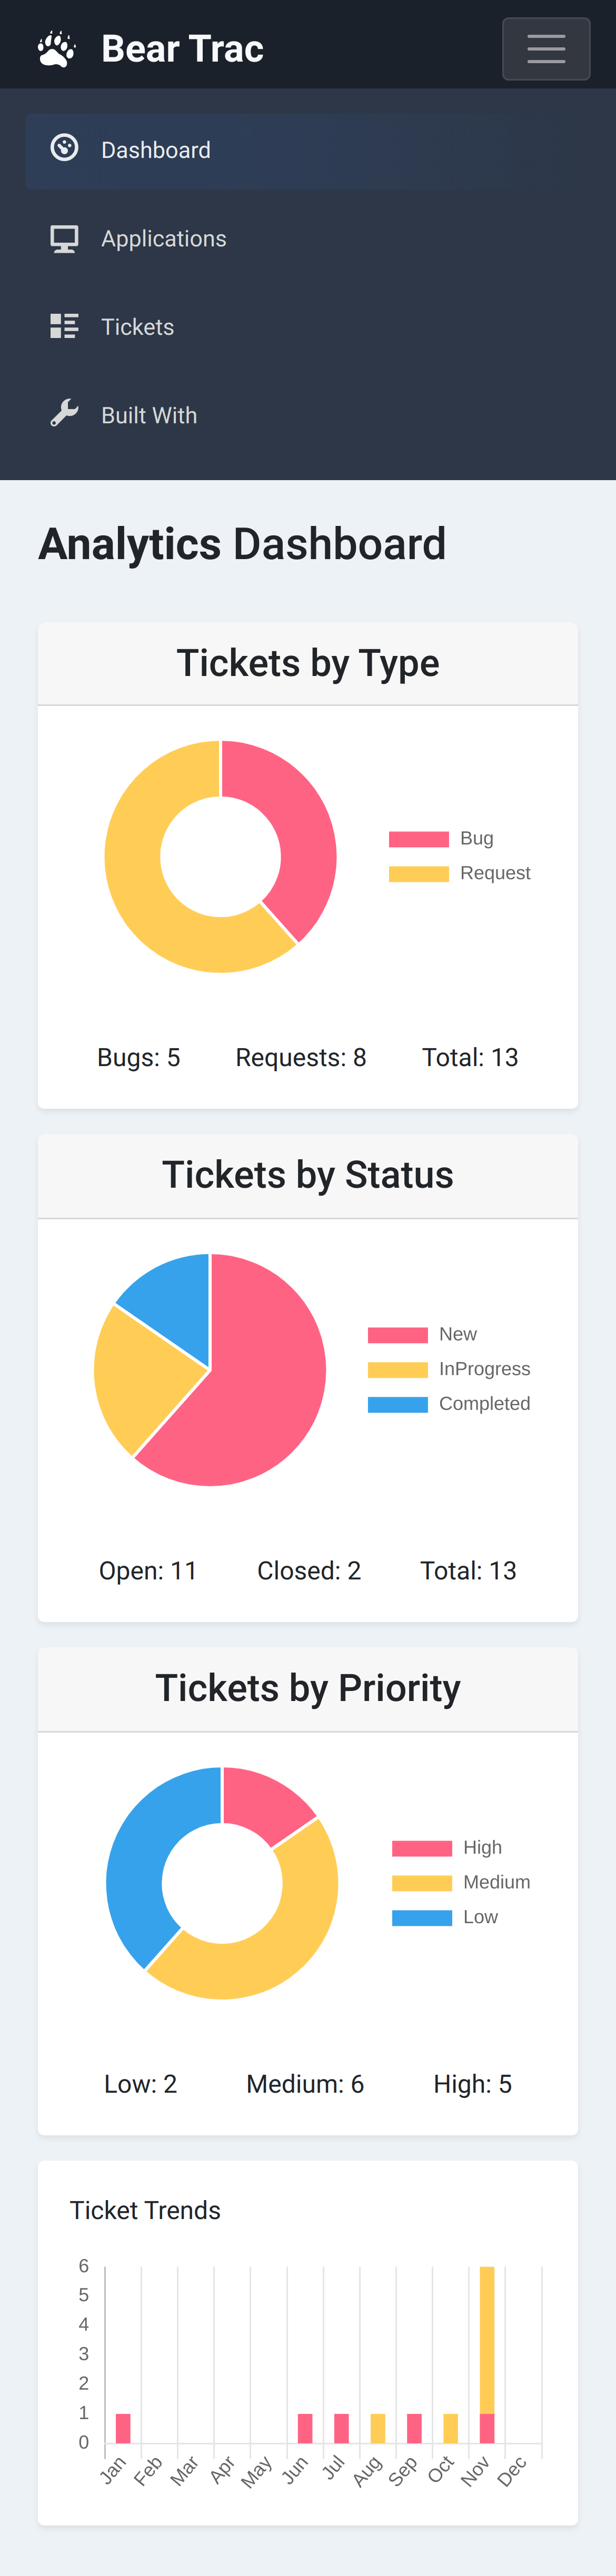 Bear Trac
Dashboard
Applications
Tickets
Built With
Analytics Dashboard
Tickets by Type
Bug
Request
Bugs: 5 Requests: 8 Total: 13
Tickets by Status
New
InProgress
Completed
Open: 11 Closed: 2 Total: 13
Tickets by Priority
High
Medium
Low
Low: 2 Medium: 6 High: 5
Ticket Trends
6
5
4
3
2
1
0
Jan Feb Mar Apr May Jun Jul Aug Sep Oct Nov Dec